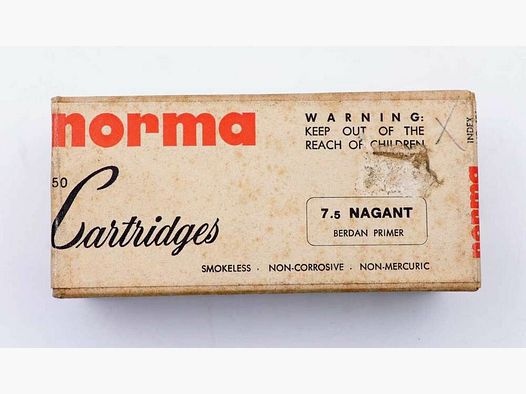 norma
WARNING:
KEEP OUT OF THE
REACH OF CHILDREN
INDEX
50
Cartridges
7.5 NAGANT
BERDAN PRIMER
norma
SMOKELESS . NON-CORROSIVE . NON-MERCURIC